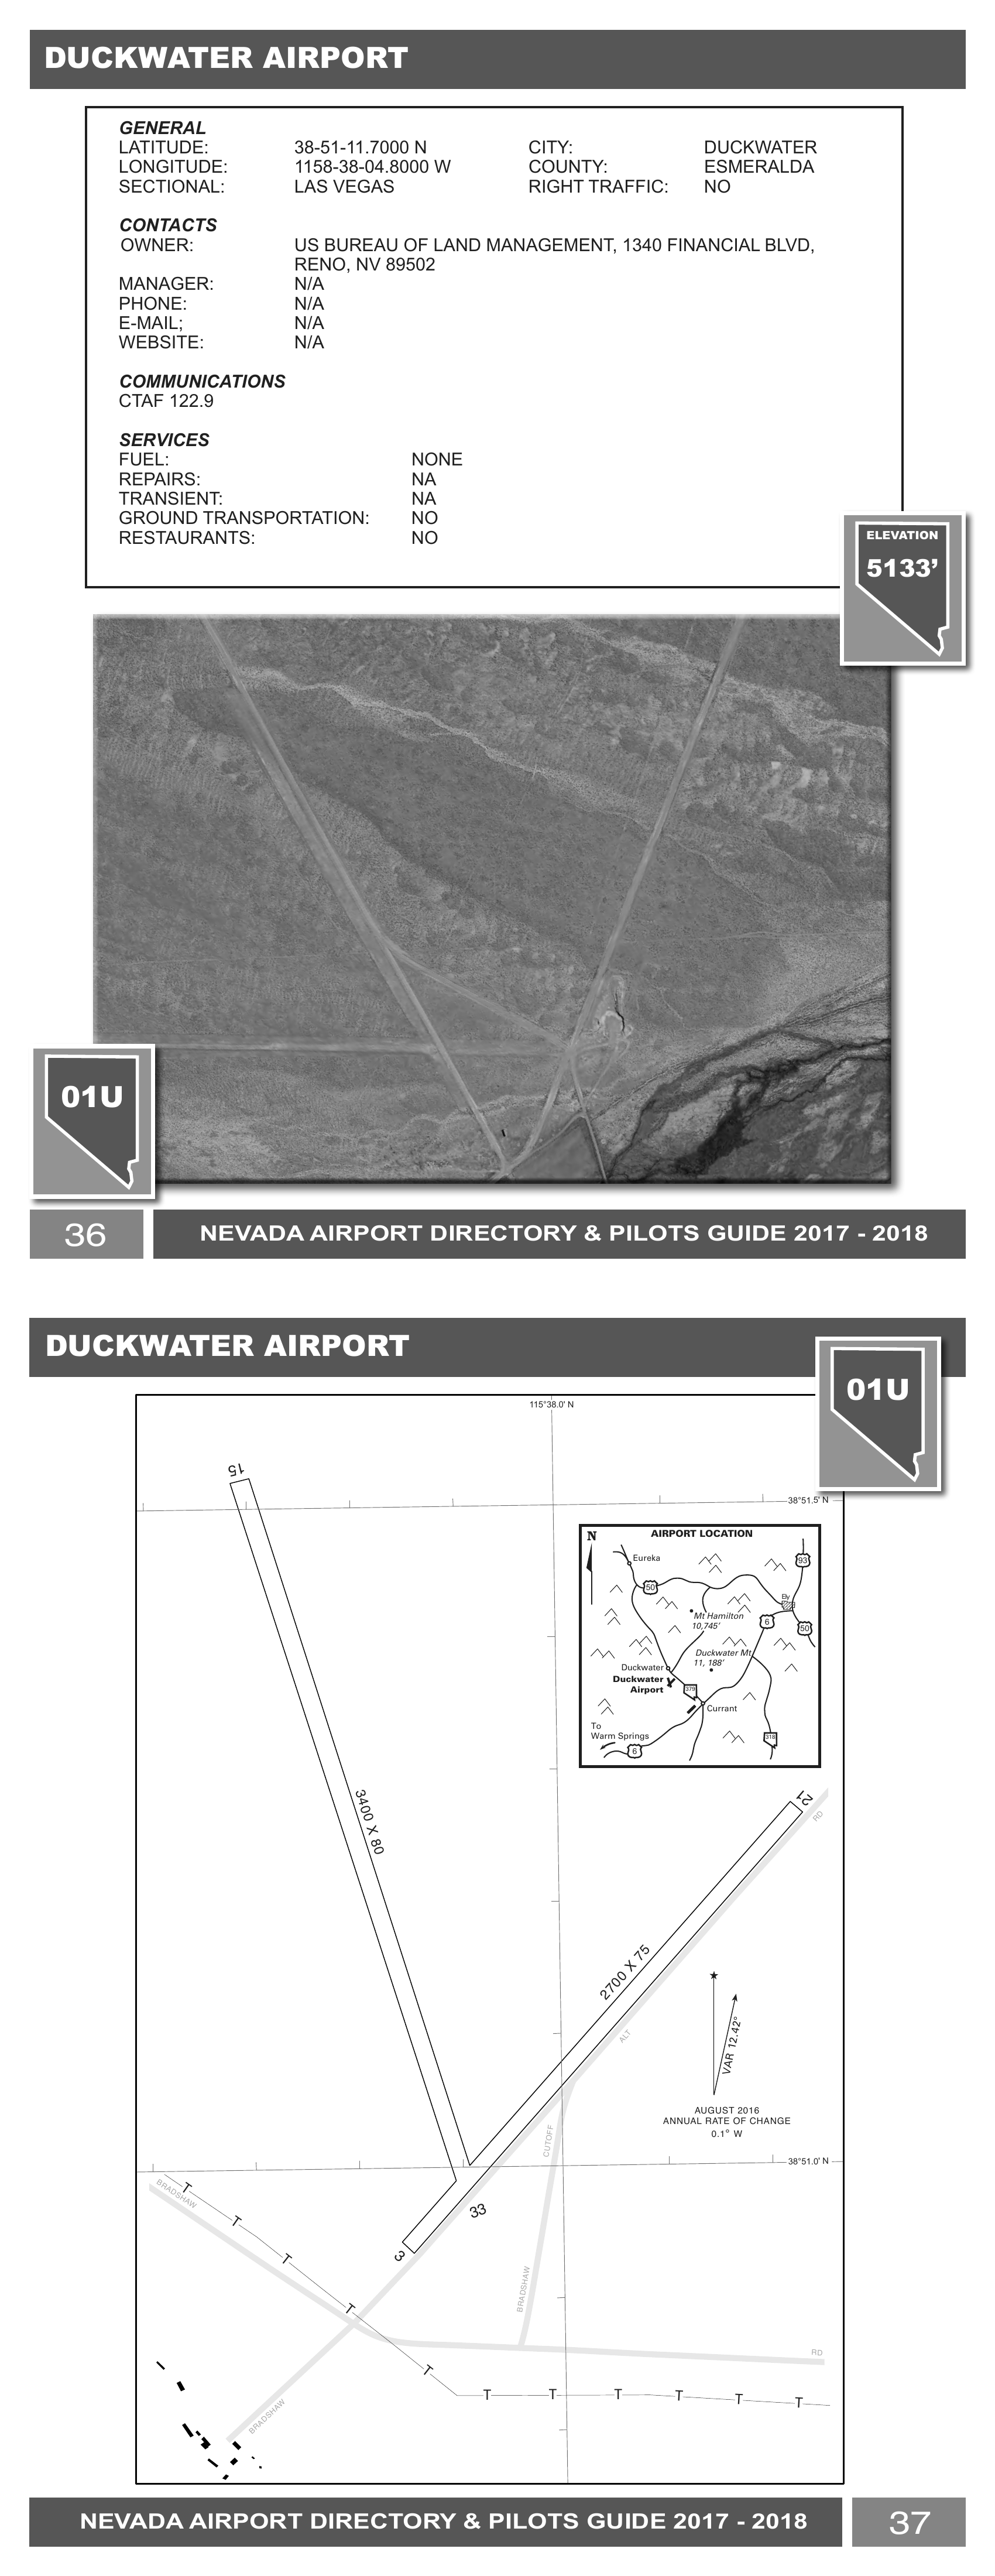 DUCKWATER AIRPORT
GENERAL
LATITUDE: 38-51-11.7000 N CITY: DUCKWATER
LONGITUDE: 1158-38-04.8000 W COUNTY: ESMERALDA
SECTIONAL: LAS VEGAS RIGHT TRAFFIC: NO
CONTACTS
OWNER: US BUREAU OF LAND MANAGEMENT, 1340 FINANCIAL BLVD,
RENO, NV 89502
MANAGER: N/A
PHONE: N/A
E-MAIL; N/A
WEBSITE: N/A
COMMUNICATIONS
CTAF 122.9
SERVICES
FUEL: NONE
REPAIRS: NA
TRANSIENT: NA
GROUND TRANSPORTATION: NO
RESTAURANTS: NO
ELEVATION
5133’
01U
36 NEVADA AIRPORT DIRECTORY & PILOTS GUIDE 2017 - 2018
DUCKWATER AIRPORT
01U
115°38.0' N
15
38°51.5' N
AIRPORT LOCATION
N
Eureka
93
50
Ey
Mt Hamilton
10,745’
6
50
Duckwater Mt
11, 188’
Duckwater
Duckwater
Airport
379
Currant
To
Warm Springs
6
318
21
RD
3400 X 80
2700 X 75
ALT
VAR 12.42°
AUGUST 2016
ANNUAL RATE OF CHANGE
0.1° W
CUTOFF
38°51.0' N
BRADSHAW
T
T
33
3
T
BRADSHAW
T
RD
T
T
T
T
T
T
T
BRADSHAW
NEVADA AIRPORT DIRECTORY & PILOTS GUIDE 2017 - 2018 37